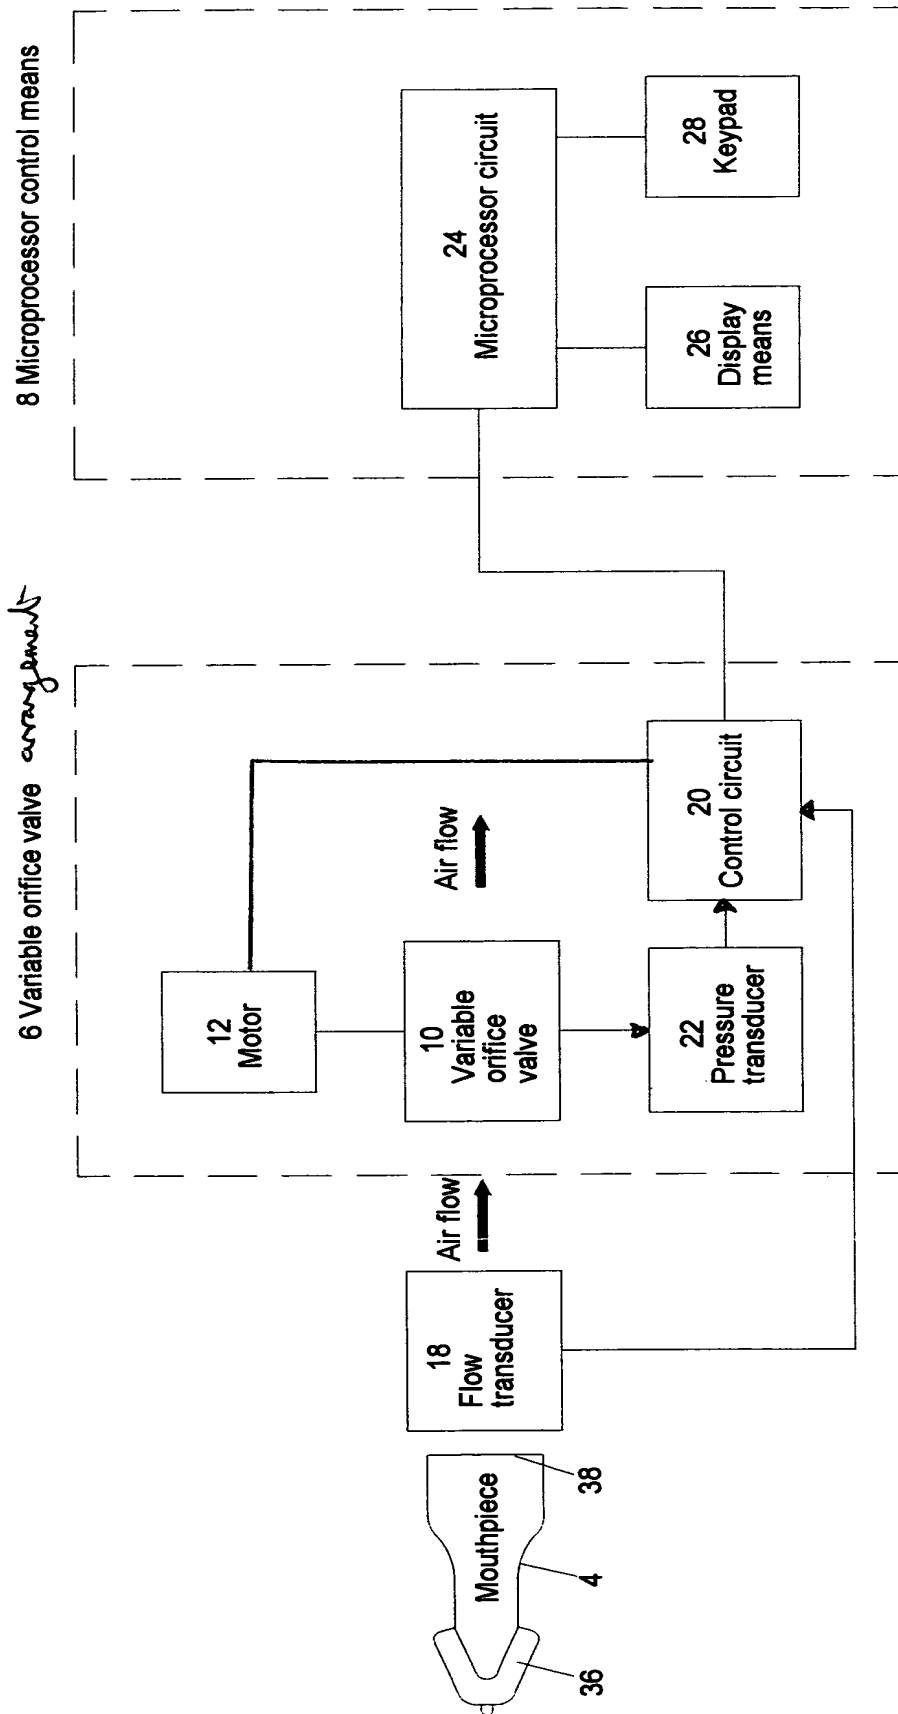 8 Microprocessor control means
24
Microprocessor circuit
28
Keypad
26
Display
means
6 Variable orifice valve arangement
12
Motor
10
Variable
orifice
valve
Air flow
20
Control circuit
22
Pressure
transducer
Air flow
18
Flow
transducer
Mouthpiece
38
4
36